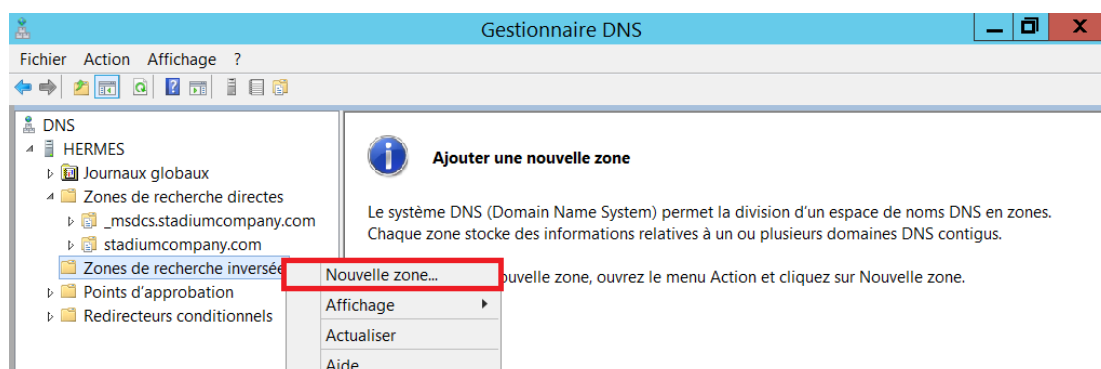 Gestionnaire DNS
Fichier Action Affichage ?
DNS
HERMES
Journaux globaux
Zones de recherche directes
_msdcs.stadiumcompany.com
stadiumcompany.com
Zones de recherche inversée
Points d'approbation
Redirecteurs conditionnels
Nouvelle zone...
Affichage
Actualiser
Aide
Ajouter une nouvelle zone
Le système DNS (Domain Name System) permet la division d'un espace de noms DNS en zones.
Chaque zone stocke des informations relatives à un ou plusieurs domaines DNS contigus.
zone, ouvrez le menu Action et cliquez sur Nouvelle zone.